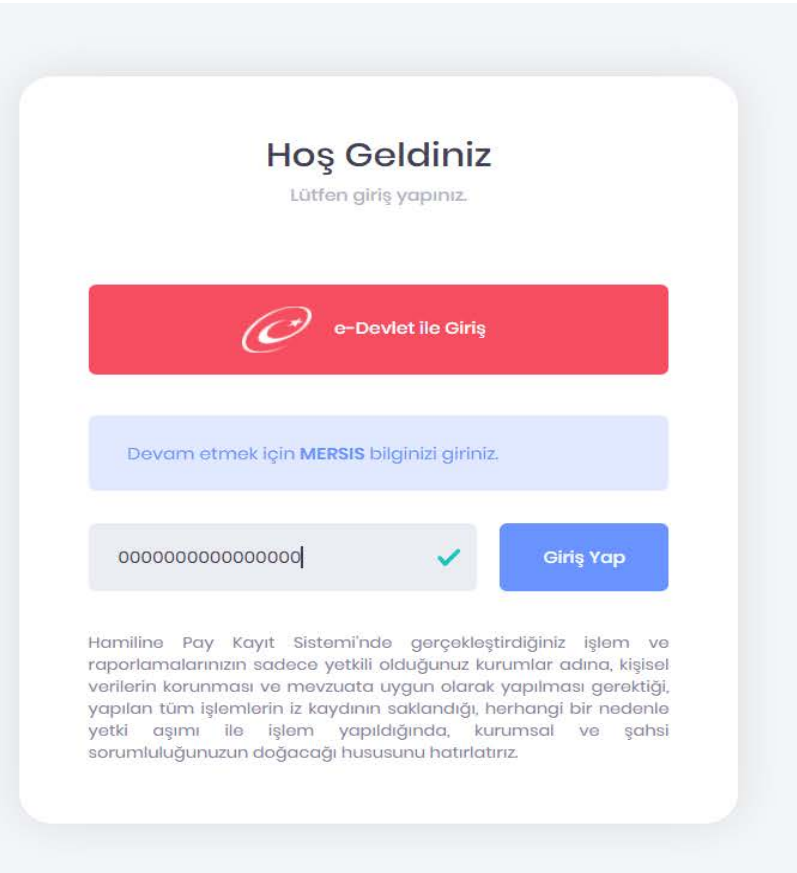 Hoş Geldiniz
Lütfen giriş yapınız.
e-Devlet ile Giriş
Devam etmek için MERSIS bilginizi giriniz.
0000000000000000
Giriş Yap
Hamiline Pay Kayıt Sistemi'nde gerçekleştirdiğiniz işlem ve
raporlamalarınızın sadece yetkili olduğunuz kurumlar adına, kişisel
verilerin korunması ve mevzuata uygun olarak yapılması gerektiği,
yapılan tüm işlemlerin iz kaydının saklandığı, herhangi bir nedenle
yetki aşımı ile işlem yapıldığında, kurumsal ve şahsi
sorumluluğunuzun doğacağı hususunu hatırlatırız.